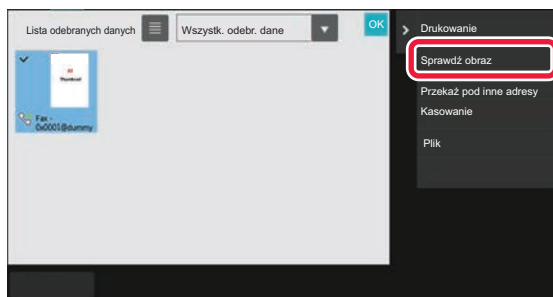 Lista odebranych danych
Wszystk. odebr. dane
OK
Thumbnail
Fax -
0x0001@dummy
Drukowanie
Sprawdź obraz
Przekaż pod inne adresy
Kasowanie
Plik